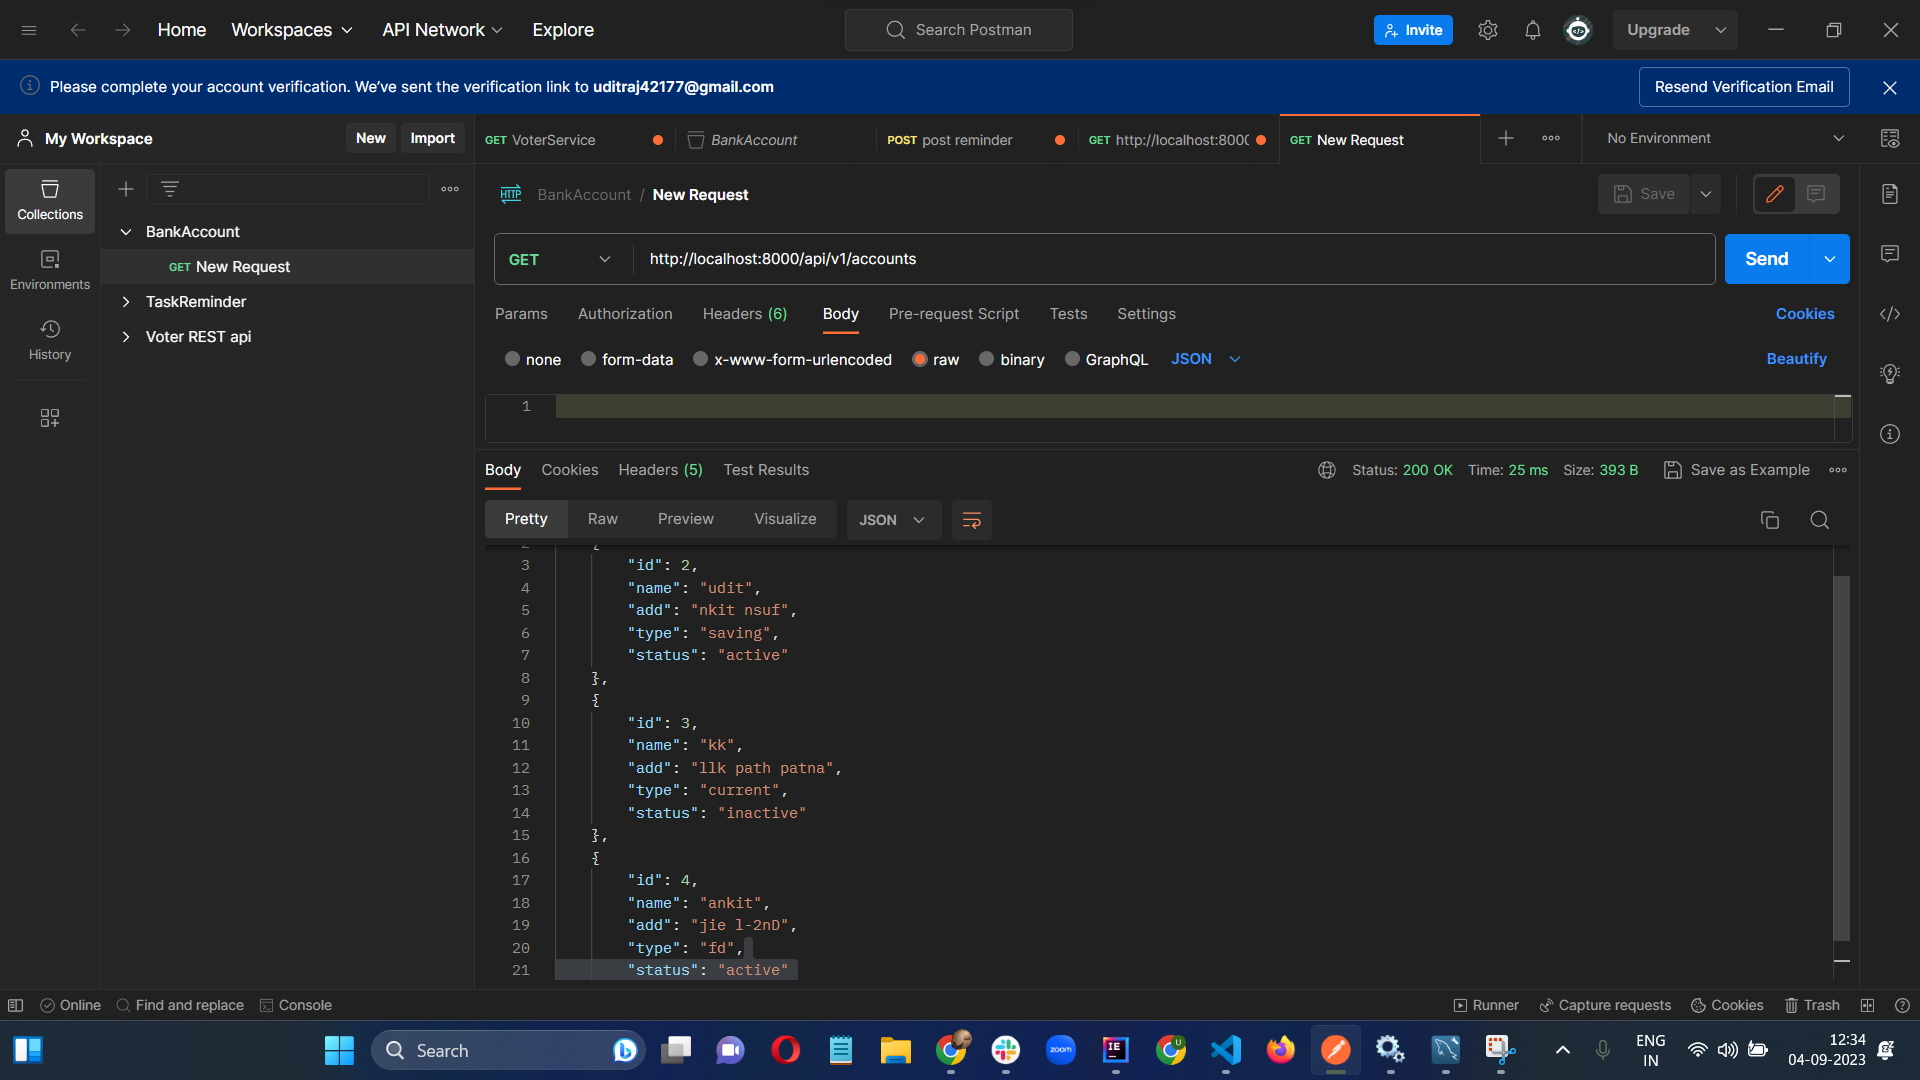 Home Workspaces API Network Explore Search Postman Invite Upgrade
Please complete your account verification. We've sent the verification link to uditraj42177@gmail.com Resend Verification Email
My Workspace New Import GET VoterService BankAccount POST post reminder GET http://localhost:800 GET New Request No Environment
Collections
Environments
History
BankAccount
GET New Request
TaskReminder
Voter REST api
HTTP BankAccount / New Request Save
GET http://localhost:8000/api/v1/accounts Send
Params Authorization Headers (6) Body Pre-request Script Tests Settings Cookies
none form-data x-www-form-urlencoded raw binary GraphQL JSON Beautify
1
Body Cookies Headers (5) Test Results Status: 200 OK Time: 25 ms Size: 393 B Save as Example
Pretty Raw Preview Visualize JSON
2 {
3 "id": 2,
4 "name": "udit",
5 "add": "nkit nsuf",
6 "type": "saving",
7 "status": "active"
8 },
9 {
10 "id": 3,
11 "name": "kk",
12 "add": "llk path patna",
13 "type": "current",
14 "status": "inactive"
15 },
16 {
17 "id": 4,
18 "name": "ankit",
19 "add": "jie l-2nD",
20 "type": "fd",
21 "status": "active"
Online Find and replace Console Runner Capture requests Cookies Trash
Search zoom IE U ENG
IN
12:34
04-09-2023